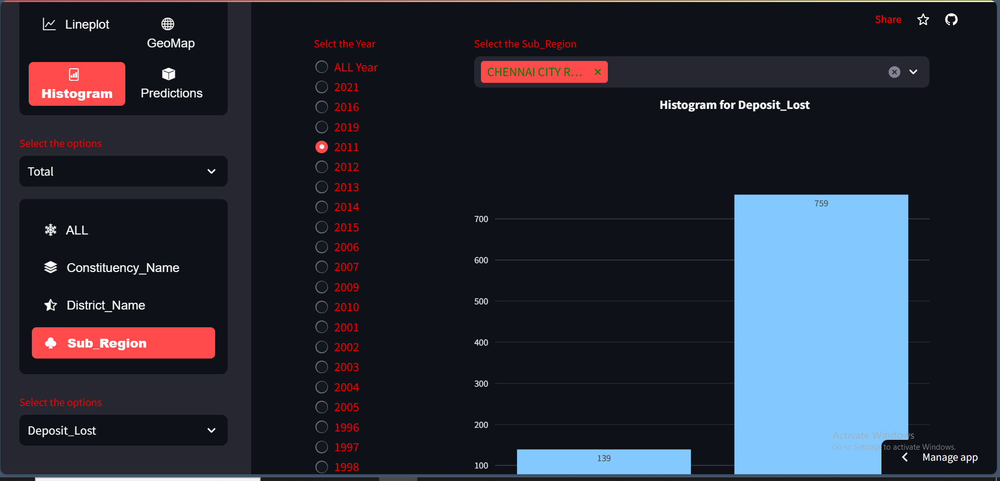 Lineplot
GeoMap
Histogram
Predictions
Select the options
Total
ALL
Constituency_Name
District_Name
Sub_Region
Select the options
Deposit_Lost
Share
Selct the Year
ALL Year
2021
2016
2019
2011
2012
2013
2014
2015
2006
2007
2009
2010
2001
2002
2003
2004
2005
1996
1997
1998
Select the Sub_Region
CHENNAI CITY R...
Histogram for Deposit_Lost
759
700
600
500
400
300
200
139
100
Activate Windows
Go to Settings to activate Windows.
Manage app